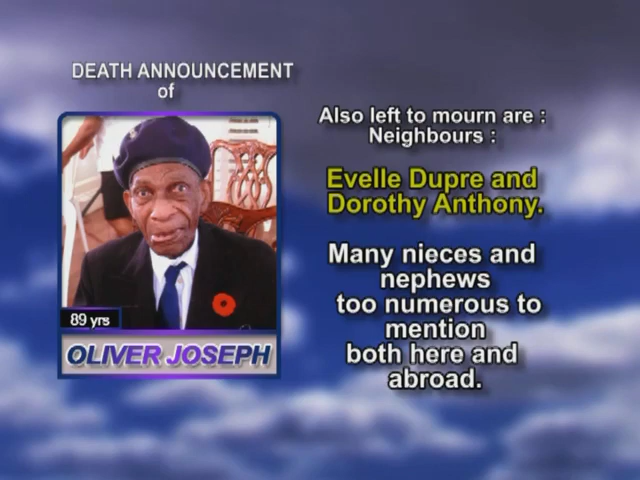 DEATH ANNOUNCEMENT
of
89 yrs
OLIVER JOSEPH
Also left to mourn are :
Neighbours :
Evelle Dupre and
Dorothy Anthony.
Many nieces and
nephews
too numerous to
mention
both here and
abroad.